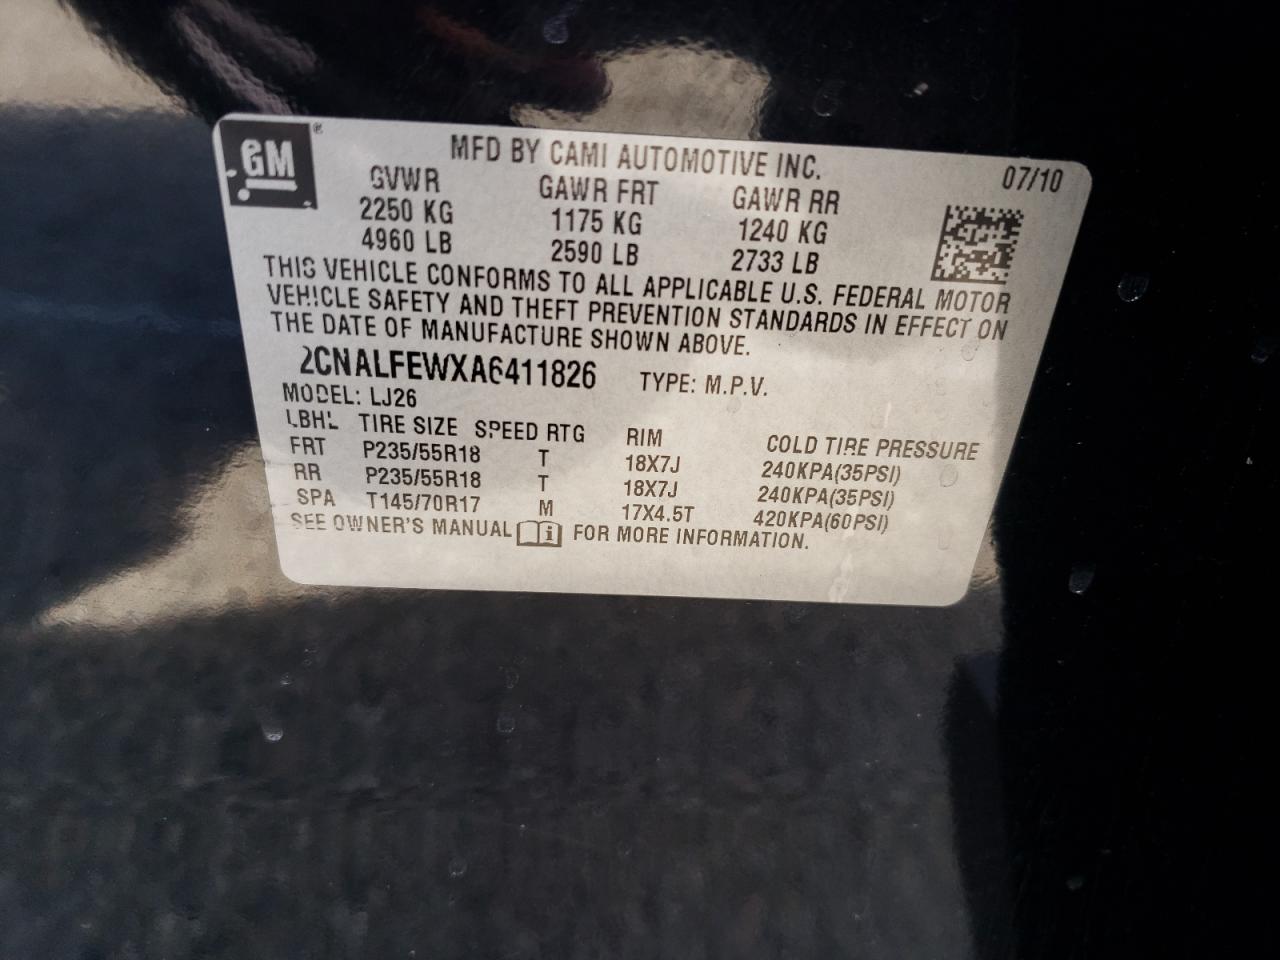 GM®
MFD BY CAMI AUTOMOTIVE INC. 07/10
GVWR GAWR FRT GAWR RR
2250 KG 1175 KG 1240 KG
4960 LB 2590 LB 2733 LB
THIS VEHICLE CONFORMS TO ALL APPLICABLE U.S. FEDERAL MOTOR
VEHICLE SAFETY AND THEFT PREVENTION STANDARDS IN EFFECT ON
THE DATE OF MANUFACTURE SHOWN ABOVE.
2CNALFEWXA6411826 TYPE: M.P.V.
MODEL: LJ26
LBHL TIRE SIZE SPEED RTG RIM COLD TIRE PRESSURE
FRT P235/55R18 T 18X7J 240KPA(35PSI)
RR P235/55R18 T 18X7J 240KPA(35PSI)
SPA T145/70R17 M 17X4.5T 420KPA(60PSI)
SEE OWNER'S MANUAL i FOR MORE INFORMATION.